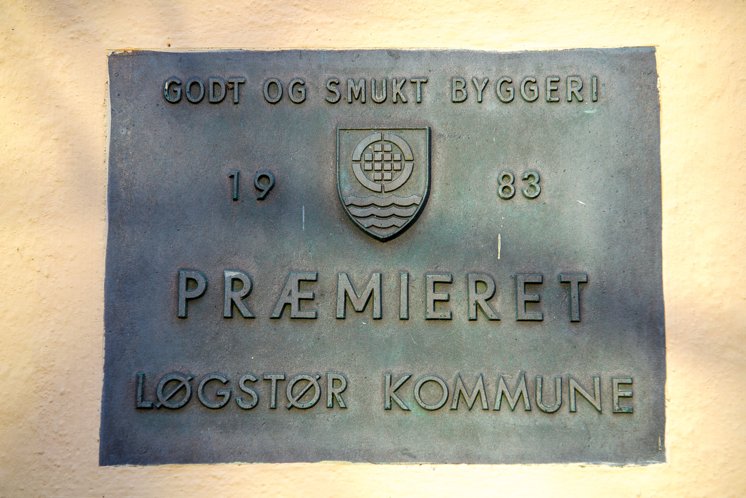 GODT OG SMUKT BYGGERI
19 83
PRÆMIERET
LØGSTØR KOMMUNE